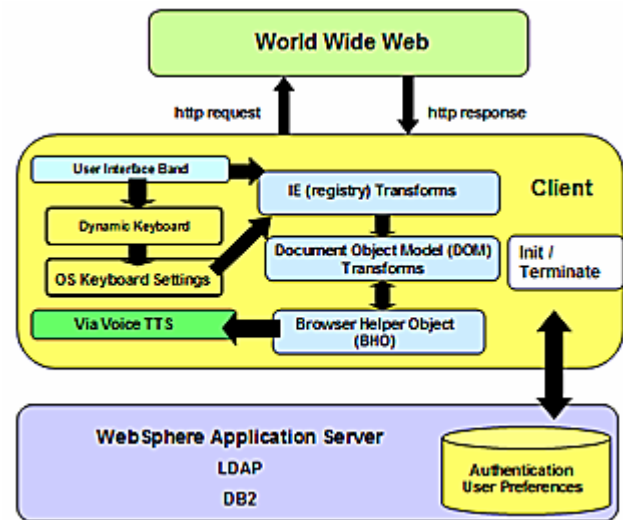 World Wide Web
http request
http response
User Interface Band
IE (registry) Transforms
Client
Dynamic Keyboard
Document Object Model (DOM)
Transforms
Init /
Terminate
OS Keyboard Settings
Via Voice TTS
Browser Helper Object
(BHO)
WebSphere Application Server
LDAP
DB2
Authentication
User Preferences